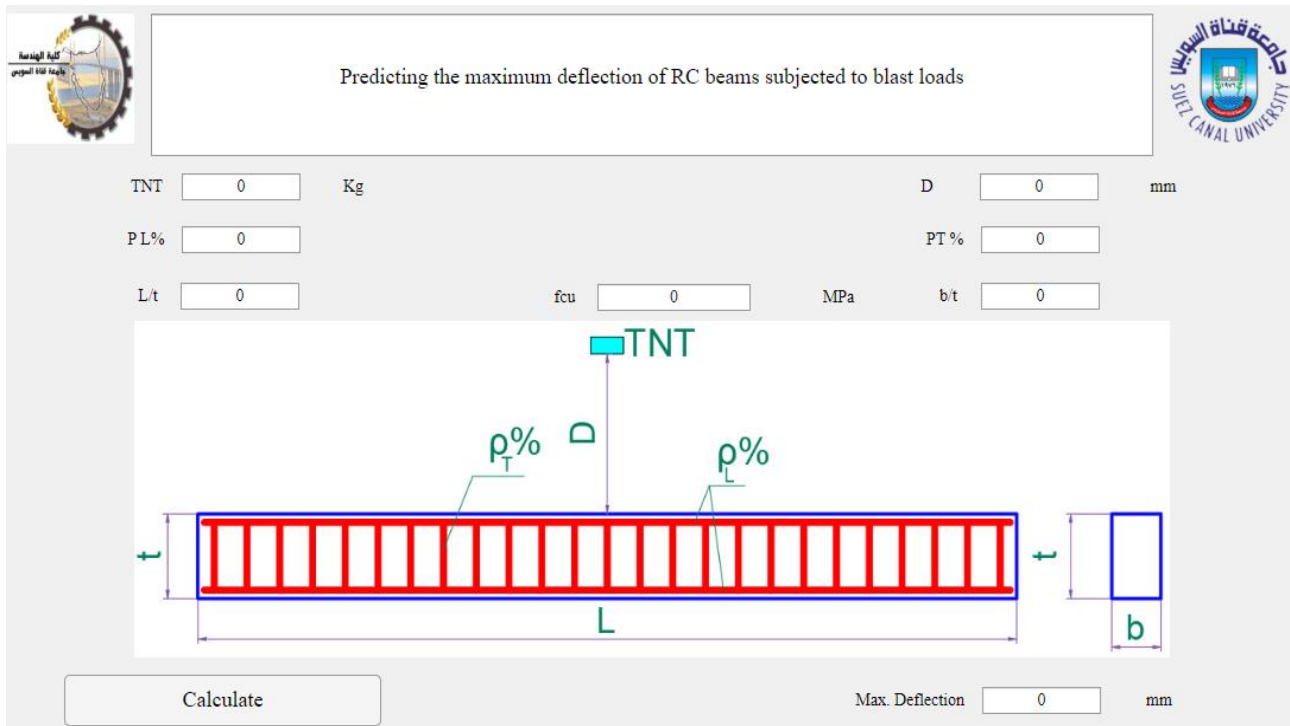 كلية الهندسة
جامعة قناة السويس
Predicting the maximum deflection of RC beams subjected to blast loads
جامعة قناة السويس
١٩٧٦
SUEZ CANAL UNIVERSITY
TNT 0 Kg D 0 mm
P L% 0 PT % 0
L/t 0 fcu 0 MPa b/t 0
TNT
D
ρ%
T
ρ%
L
t
t
L
b
Calculate Max. Deflection 0 mm